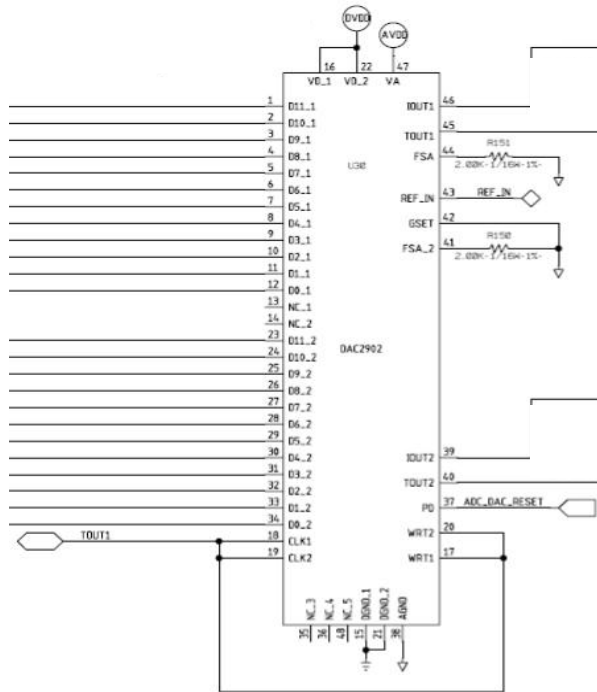 DVDD
AVDD
16 22 47
VD_1 VD_2 VA
1 D11_1
2 D10_1
3 D9_1
4 D8_1
5 D7_1
6 D6_1
7 D5_1
8 D4_1
9 D3_1
10 D2_1
11 D1_1
12 D0_1
13 NC_1
14 NC_2
23 D11_2
24 D10_2
25 D9_2
26 D8_2
27 D7_2
28 D6_2
29 D5_2
30 D4_2
31 D3_2
32 D2_2
33 D1_2
34 D0_2
TOUT1 18 CLK1
19 CLK2
U30
DAC2902
IOUT1 46
TOUT1 45
R151
FSA 44
2.00K-1/16W-1%-
REF_IN 43 REF_IN
GSET 42
R150
FSA_2 41
2.00K-1/16W-1%-
IOUT2 39
TOUT2 40
PD 37 ADC_DAC_RESET
WRT2 20
WRT1 17
NC_3 NC_4 NC_5 DGND_1 DGND_2 AGND
35 36 48 15 21 38